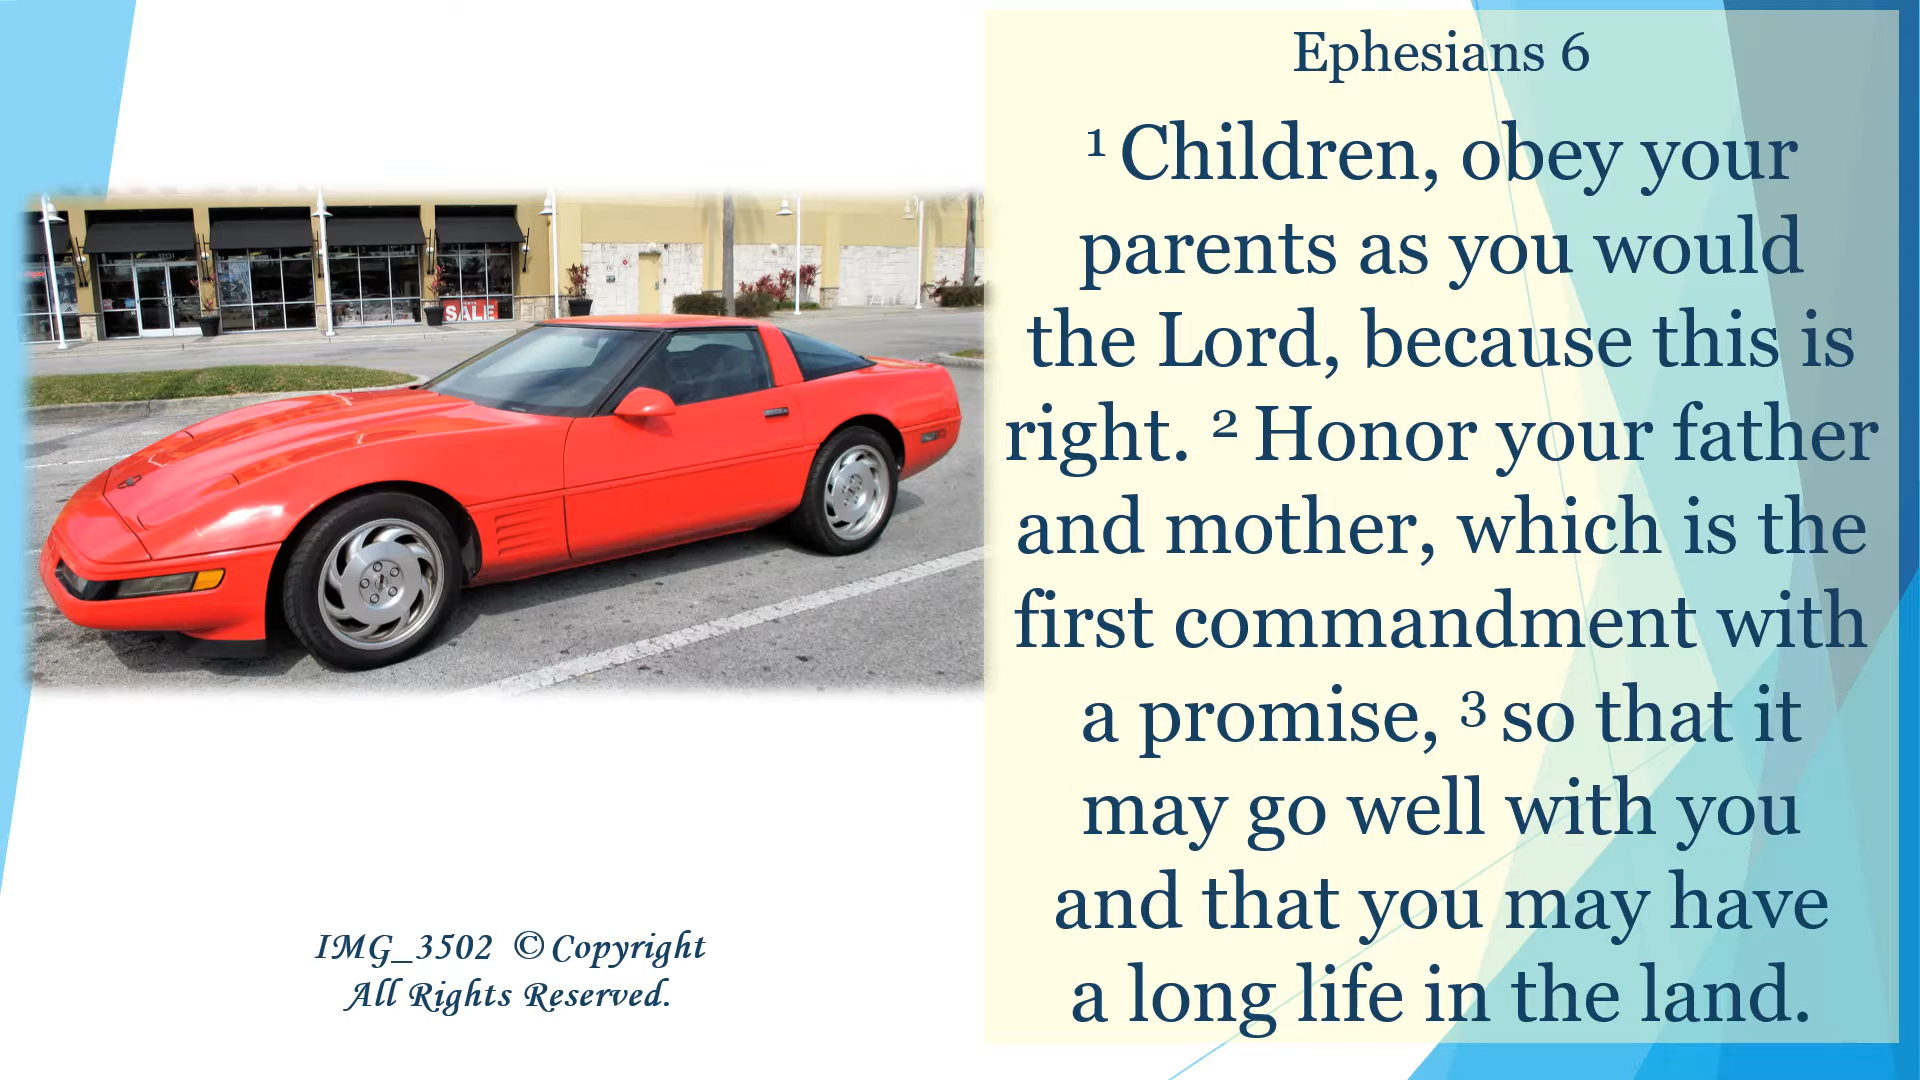 SALE
IMG_3502 © Copyright
All Rights Reserved.
Ephesians 6
1 Children, obey your
parents as you would
the Lord, because this is
right. 2 Honor your father
and mother, which is the
first commandment with
a promise, 3 so that it
may go well with you
and that you may have
a long life in the land.